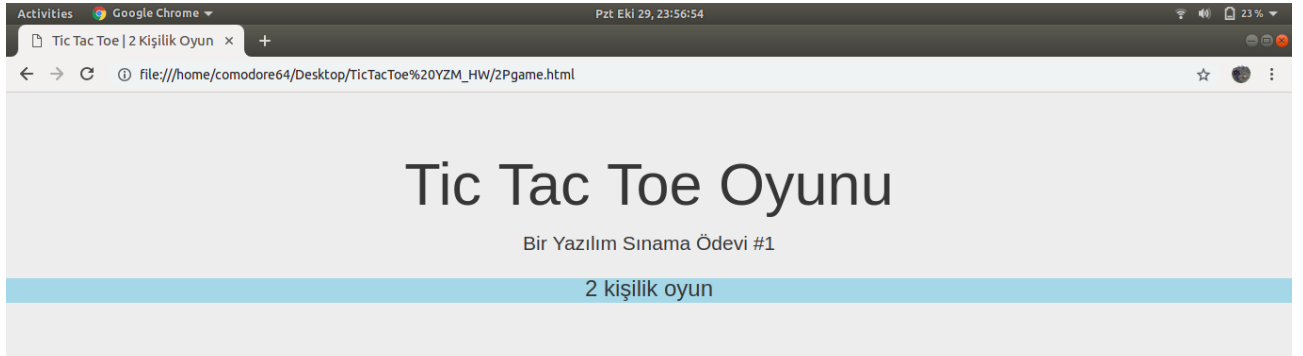 Activities Google Chrome Pzt Eki 29, 23:56:54 23 %
Tic Tac Toe | 2 Kişilik Oyun
file:///home/comodore64/Desktop/TicTacToe%20YZM_HW/2Pgame.html
Tic Tac Toe Oyunu
Bir Yazılım Sınama Ödevi #1
2 kişilik oyun